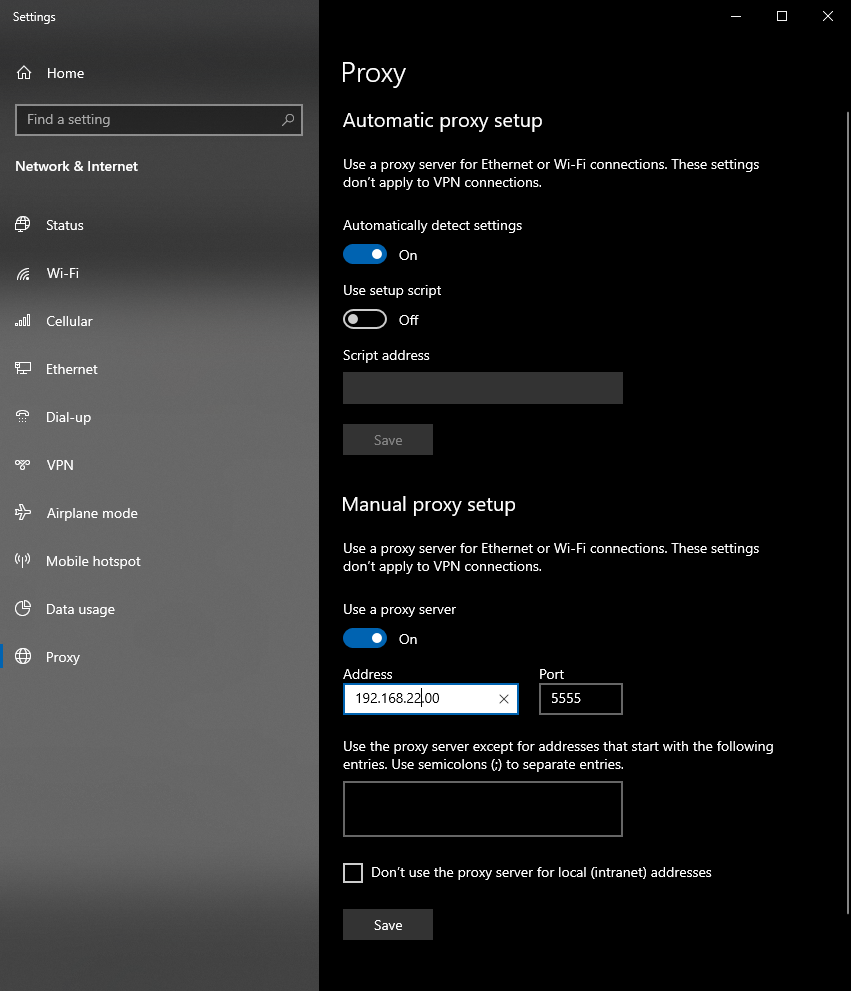 Settings
Home
Find a setting
Network & Internet
Status
Wi-Fi
Cellular
Ethernet
Dial-up
VPN
Airplane mode
Mobile hotspot
Data usage
Proxy
Proxy
Automatic proxy setup
Use a proxy server for Ethernet or Wi-Fi connections. These settings
don't apply to VPN connections.
Automatically detect settings
On
Use setup script
Off
Script address
Save
Manual proxy setup
Use a proxy server for Ethernet or Wi-Fi connections. These settings
don't apply to VPN connections.
Use a proxy server
On
Address Port
192.168.22.00 5555
Use the proxy server except for addresses that start with the following
entries. Use semicolons (;) to separate entries.
Don't use the proxy server for local (intranet) addresses
Save